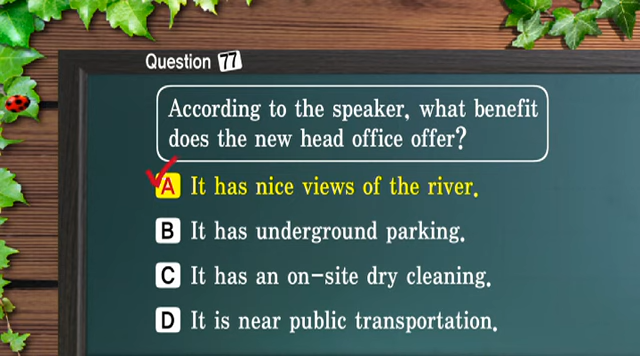 Question 77
According to the speaker, what benefit
does the new head office offer?
A It has nice views of the river.
B It has underground parking.
C It has an on-site dry cleaning.
D It is near public transportation.